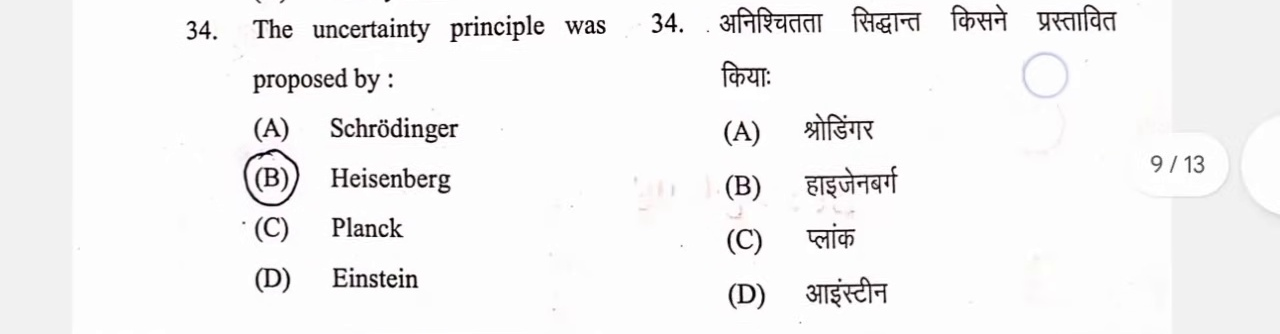 34. The uncertainty principle was
proposed by :
(A) Schrödinger
(B) Heisenberg
(C) Planck
(D) Einstein
34. अनिश्चितता सिद्धान्त किसने प्रस्तावित
कियाः
(A) श्रोडिंगर
(B) हाइजेनबर्ग
(C) प्लांक
(D) आइंस्टीन
9 / 13